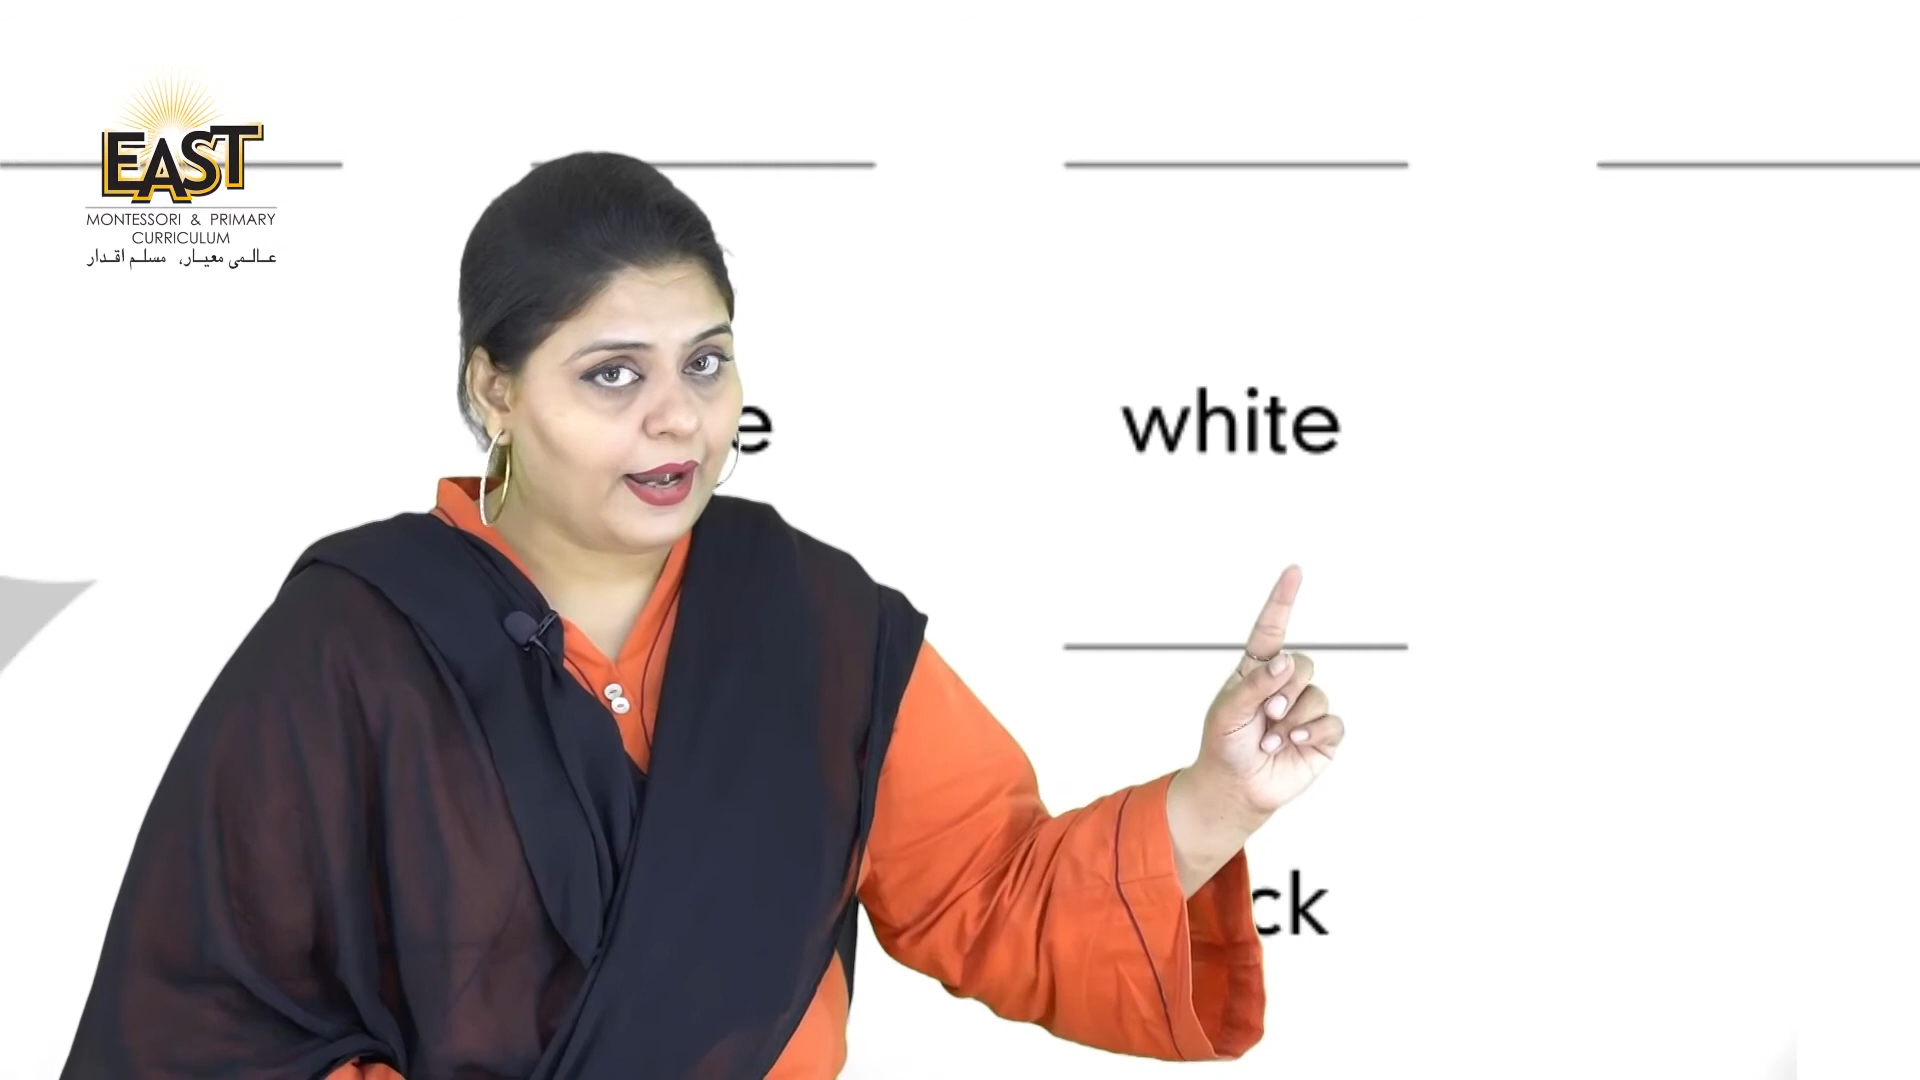 EAST
MONTESSORI & PRIMARY
CURRICULUM
عالمی معیار، مسلم اقدار
white